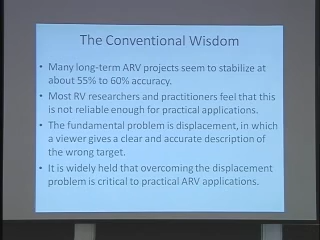 The Conventional Wisdom
• Many long-term ARV projects seem to stabilize at
about 55% to 60% accuracy.
• Most RV researchers and practitioners feel that this
is not reliable enough for practical applications.
• The fundamental problem is displacement, in which
a viewer gives a clear and accurate description of
the wrong target.
• It is widely held that overcoming the displacement
problem is critical to practical ARV applications.